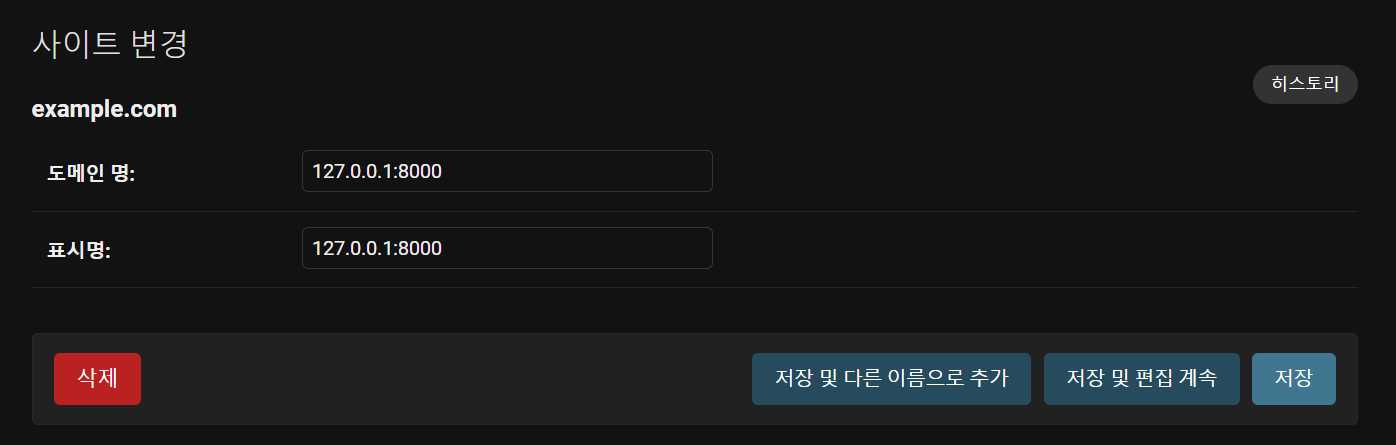 사이트 변경
히스토리
example.com
도메인 명: 127.0.0.1:8000
표시명: 127.0.0.1:8000
삭제 저장 및 다른 이름으로 추가 저장 및 편집 계속 저장